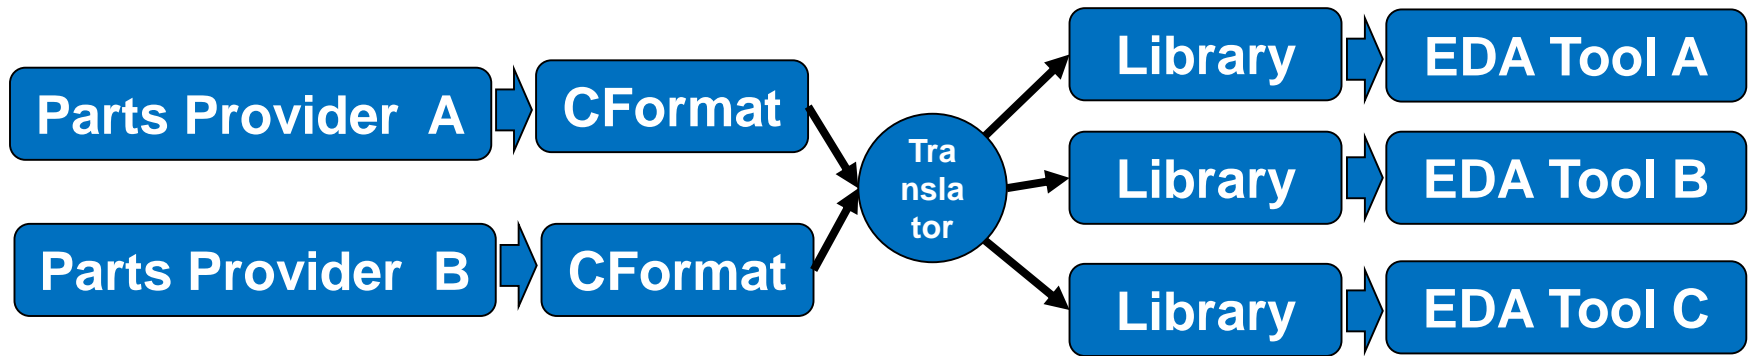 Parts Provider  A
CFormat
Parts Provider  B
CFormat
Tra
nsla
tor
Library
EDA Tool A
Library
EDA Tool B
Library
EDA Tool C